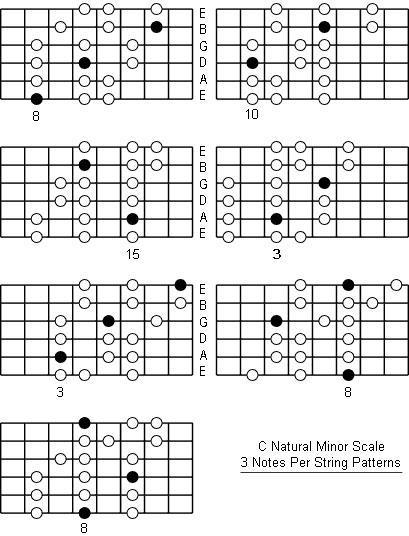 E
B
G
D
A
E
8
10
E
B
G
D
A
E
15
3
E
B
G
D
A
E
3
8
8
C Natural Minor Scale
3 Notes Per String Patterns